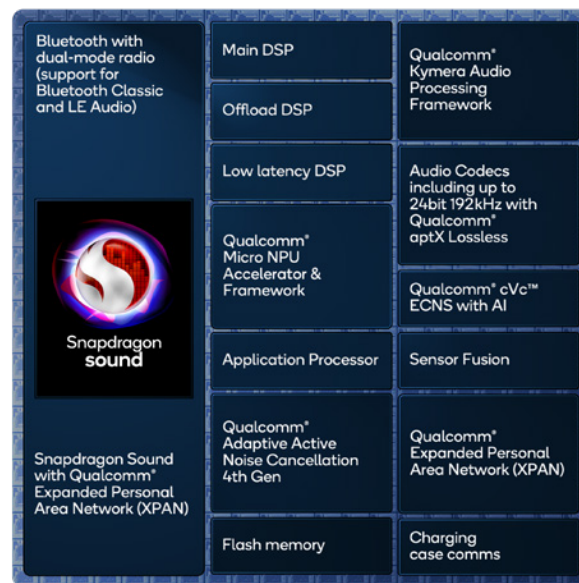 Bluetooth with
dual-mode radio
(support for
Bluetooth Classic
and LE Audio)
Snapdragon
sound
Snapdragon Sound
with Qualcomm®
Expanded Personal
Area Network (XPAN)
Main DSP
Offload DSP
Low latency DSP
Qualcomm®
Micro NPU
Accelerator &
Framework
Application Processor
Qualcomm®
Adaptive Active
Noise Cancellation
4th Gen
Flash memory
Qualcomm®
Kymera Audio
Processing
Framework
Audio Codecs
including up to
24bit 192kHz with
Qualcomm®
aptX Lossless
Qualcomm® cVc™
ECNS with AI
Sensor Fusion
Qualcomm®
Expanded Personal
Area Network (XPAN)
Charging
case comms